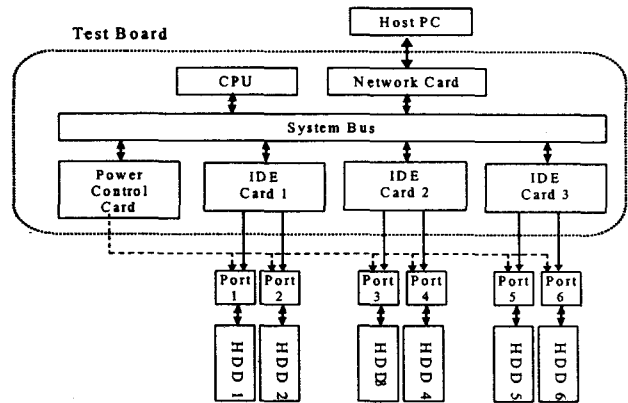 Host PC
Test Board
CPU
Network Card
System Bus
Power
Control
Card
IDE
Card 1
IDE
Card 2
IDE
Card 3
Port
1
Port
2
Port
3
Port
4
Port
5
Port
6
HDD 1
HDD 2
HDD
HDD 4
HDD 5
HDD 6